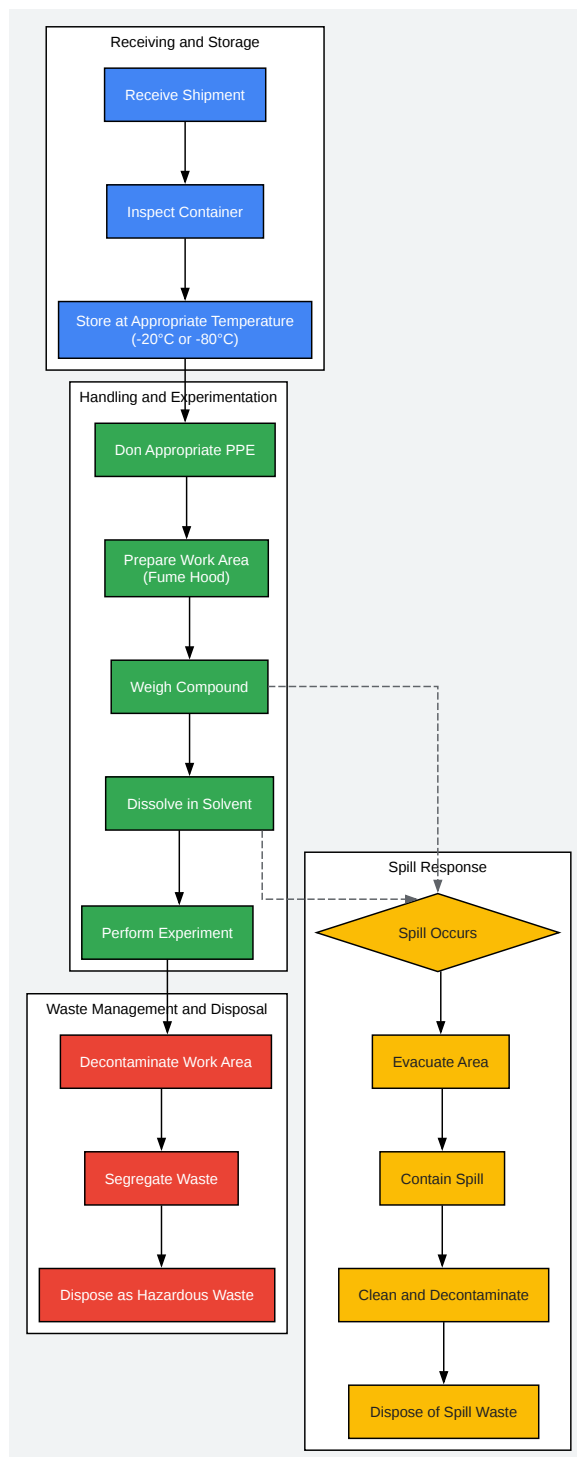 Receiving and Storage
Receive Shipment
Inspect Container
Store at Appropriate Temperature
(-20°C or -80°C)
Handling and Experimentation
Don Appropriate PPE
Prepare Work Area
(Fume Hood)
Weigh Compound
Dissolve in Solvent
Perform Experiment
Waste Management and Disposal
Decontaminate Work Area
Segregate Waste
Dispose as Hazardous Waste
Spill Response
Spill Occurs
Evacuate Area
Contain Spill
Clean and Decontaminate
Dispose of Spill Waste